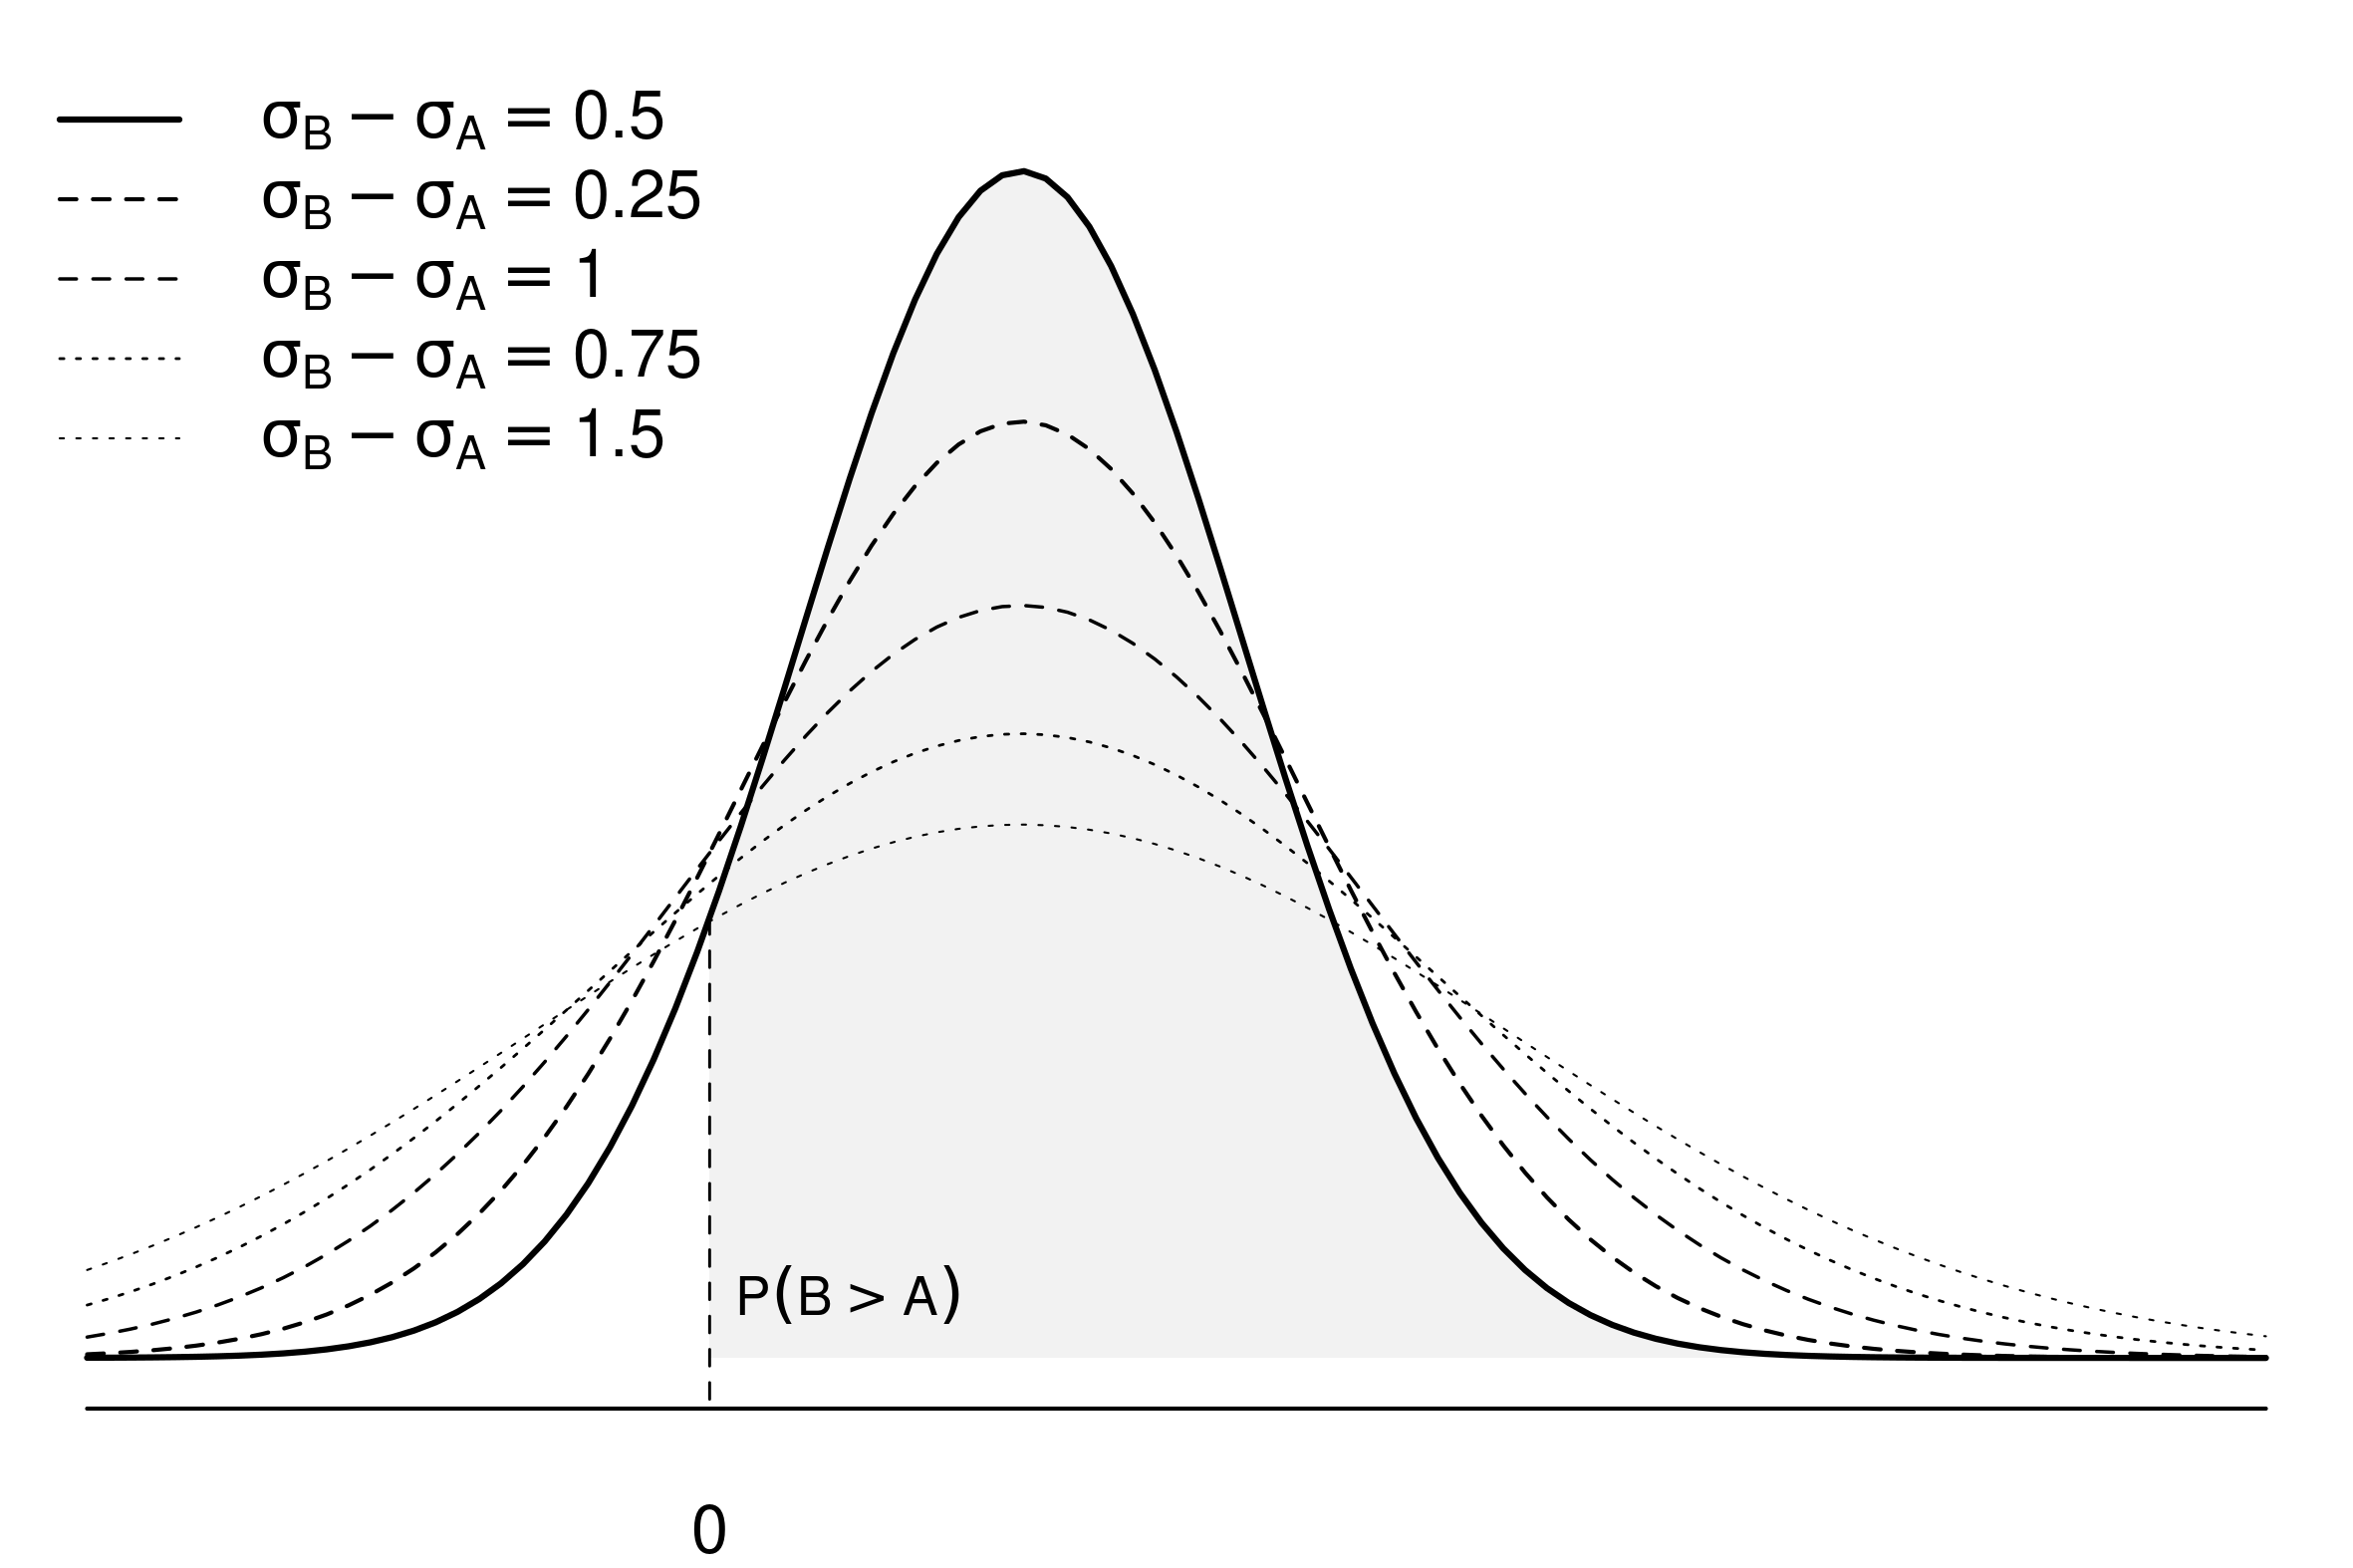 σB − σA = 0.5
σB − σA = 0.25
σB − σA = 1
σB − σA = 0.75
σB − σA = 1.5
P(B > A)
0